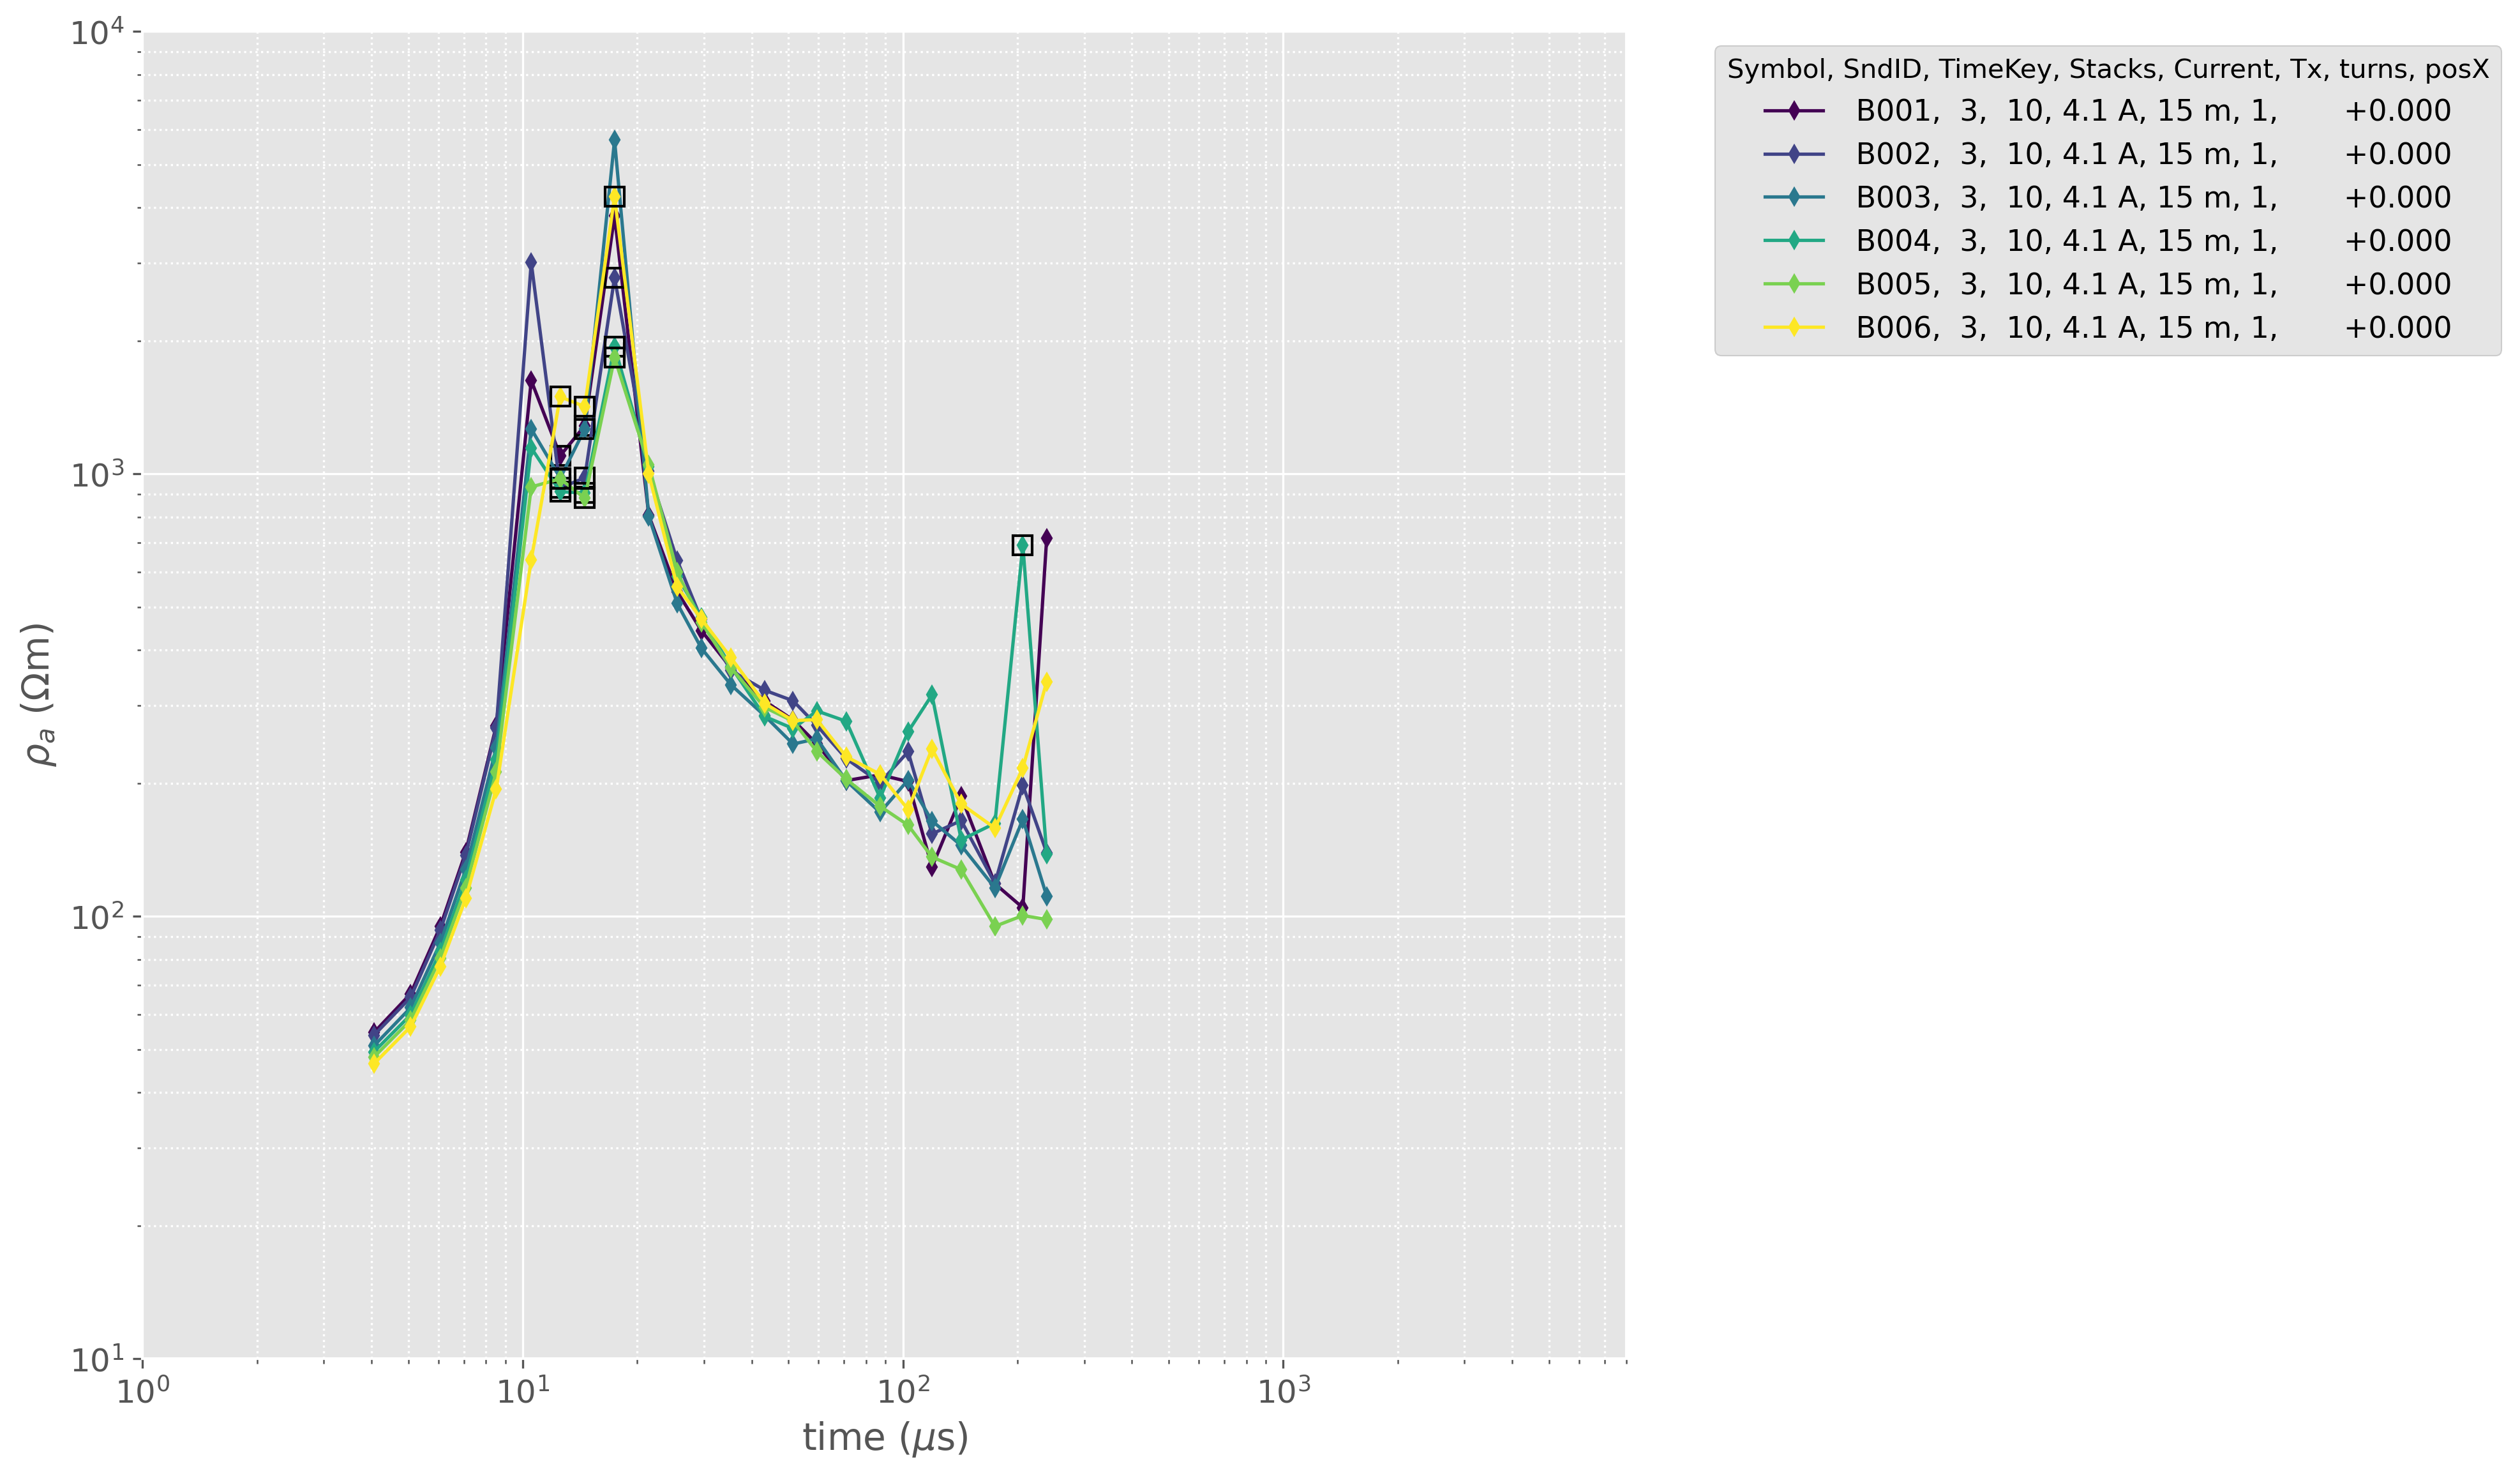 Symbol, SndID, TimeKey, Stacks, Current, Tx, turns, posX
B001, 3, 10, 4.1 A, 15 m, 1, +0.000
B002, 3, 10, 4.1 A, 15 m, 1, +0.000
B003, 3, 10, 4.1 A, 15 m, 1, +0.000
B004, 3, 10, 4.1 A, 15 m, 1, +0.000
B005, 3, 10, 4.1 A, 15 m, 1, +0.000
B006, 3, 10, 4.1 A, 15 m, 1, +0.000
10⁴
10³
10²
10¹
ρₐ (Ωm)
10⁰ 10¹ 10² 10³
time (μs)